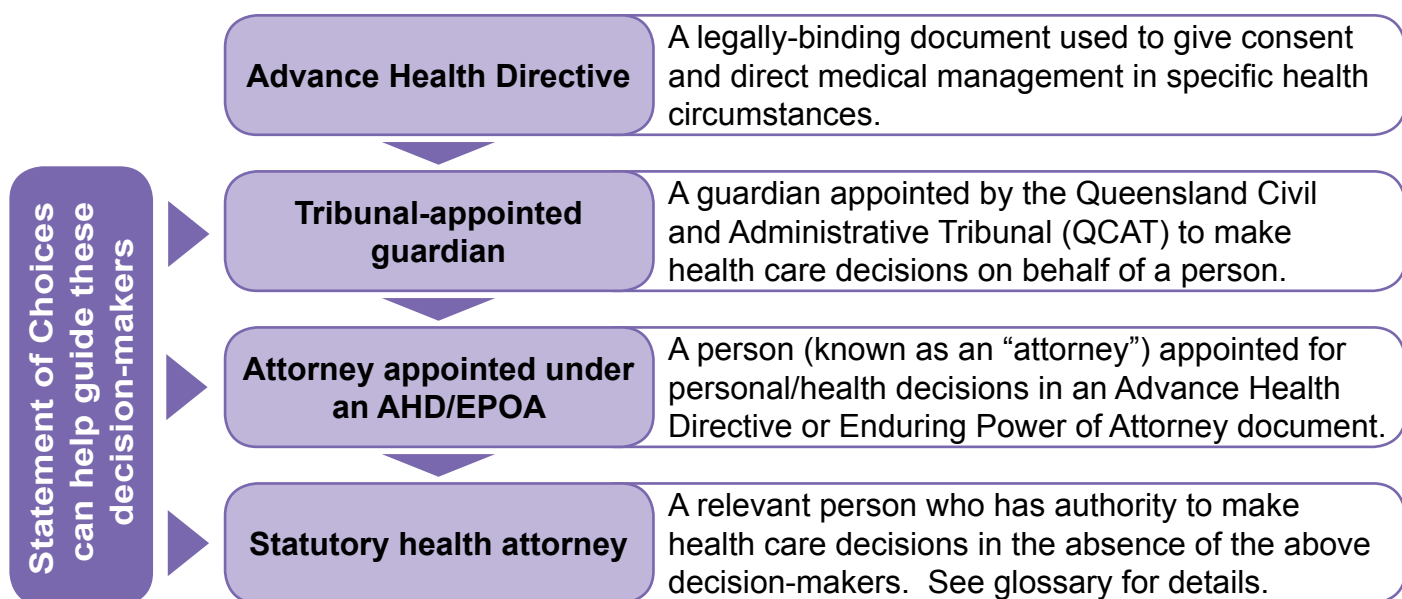 Advance Health Directive
A legally-binding document used to give consent
and direct medical management in specific health
circumstances.
Statement of Choices
can help guide these
decision-makers
Tribunal-appointed
guardian
A guardian appointed by the Queensland Civil
and Administrative Tribunal (QCAT) to make
health care decisions on behalf of a person.
Attorney appointed under
an AHD/EPOA
A person (known as an “attorney”) appointed for
personal/health decisions in an Advance Health
Directive or Enduring Power of Attorney document.
Statutory health attorney
A relevant person who has authority to make
health care decisions in the absence of the above
decision-makers.  See glossary for details.